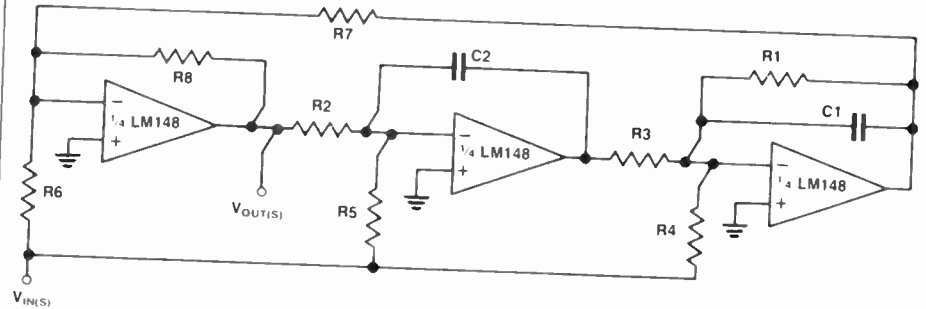 R7
R8
C2
R1
R2
C1
¼ LM148
R3
¼ LM148
¼ LM148
R6
R5
R4
VOUT(S)
VIN(S)